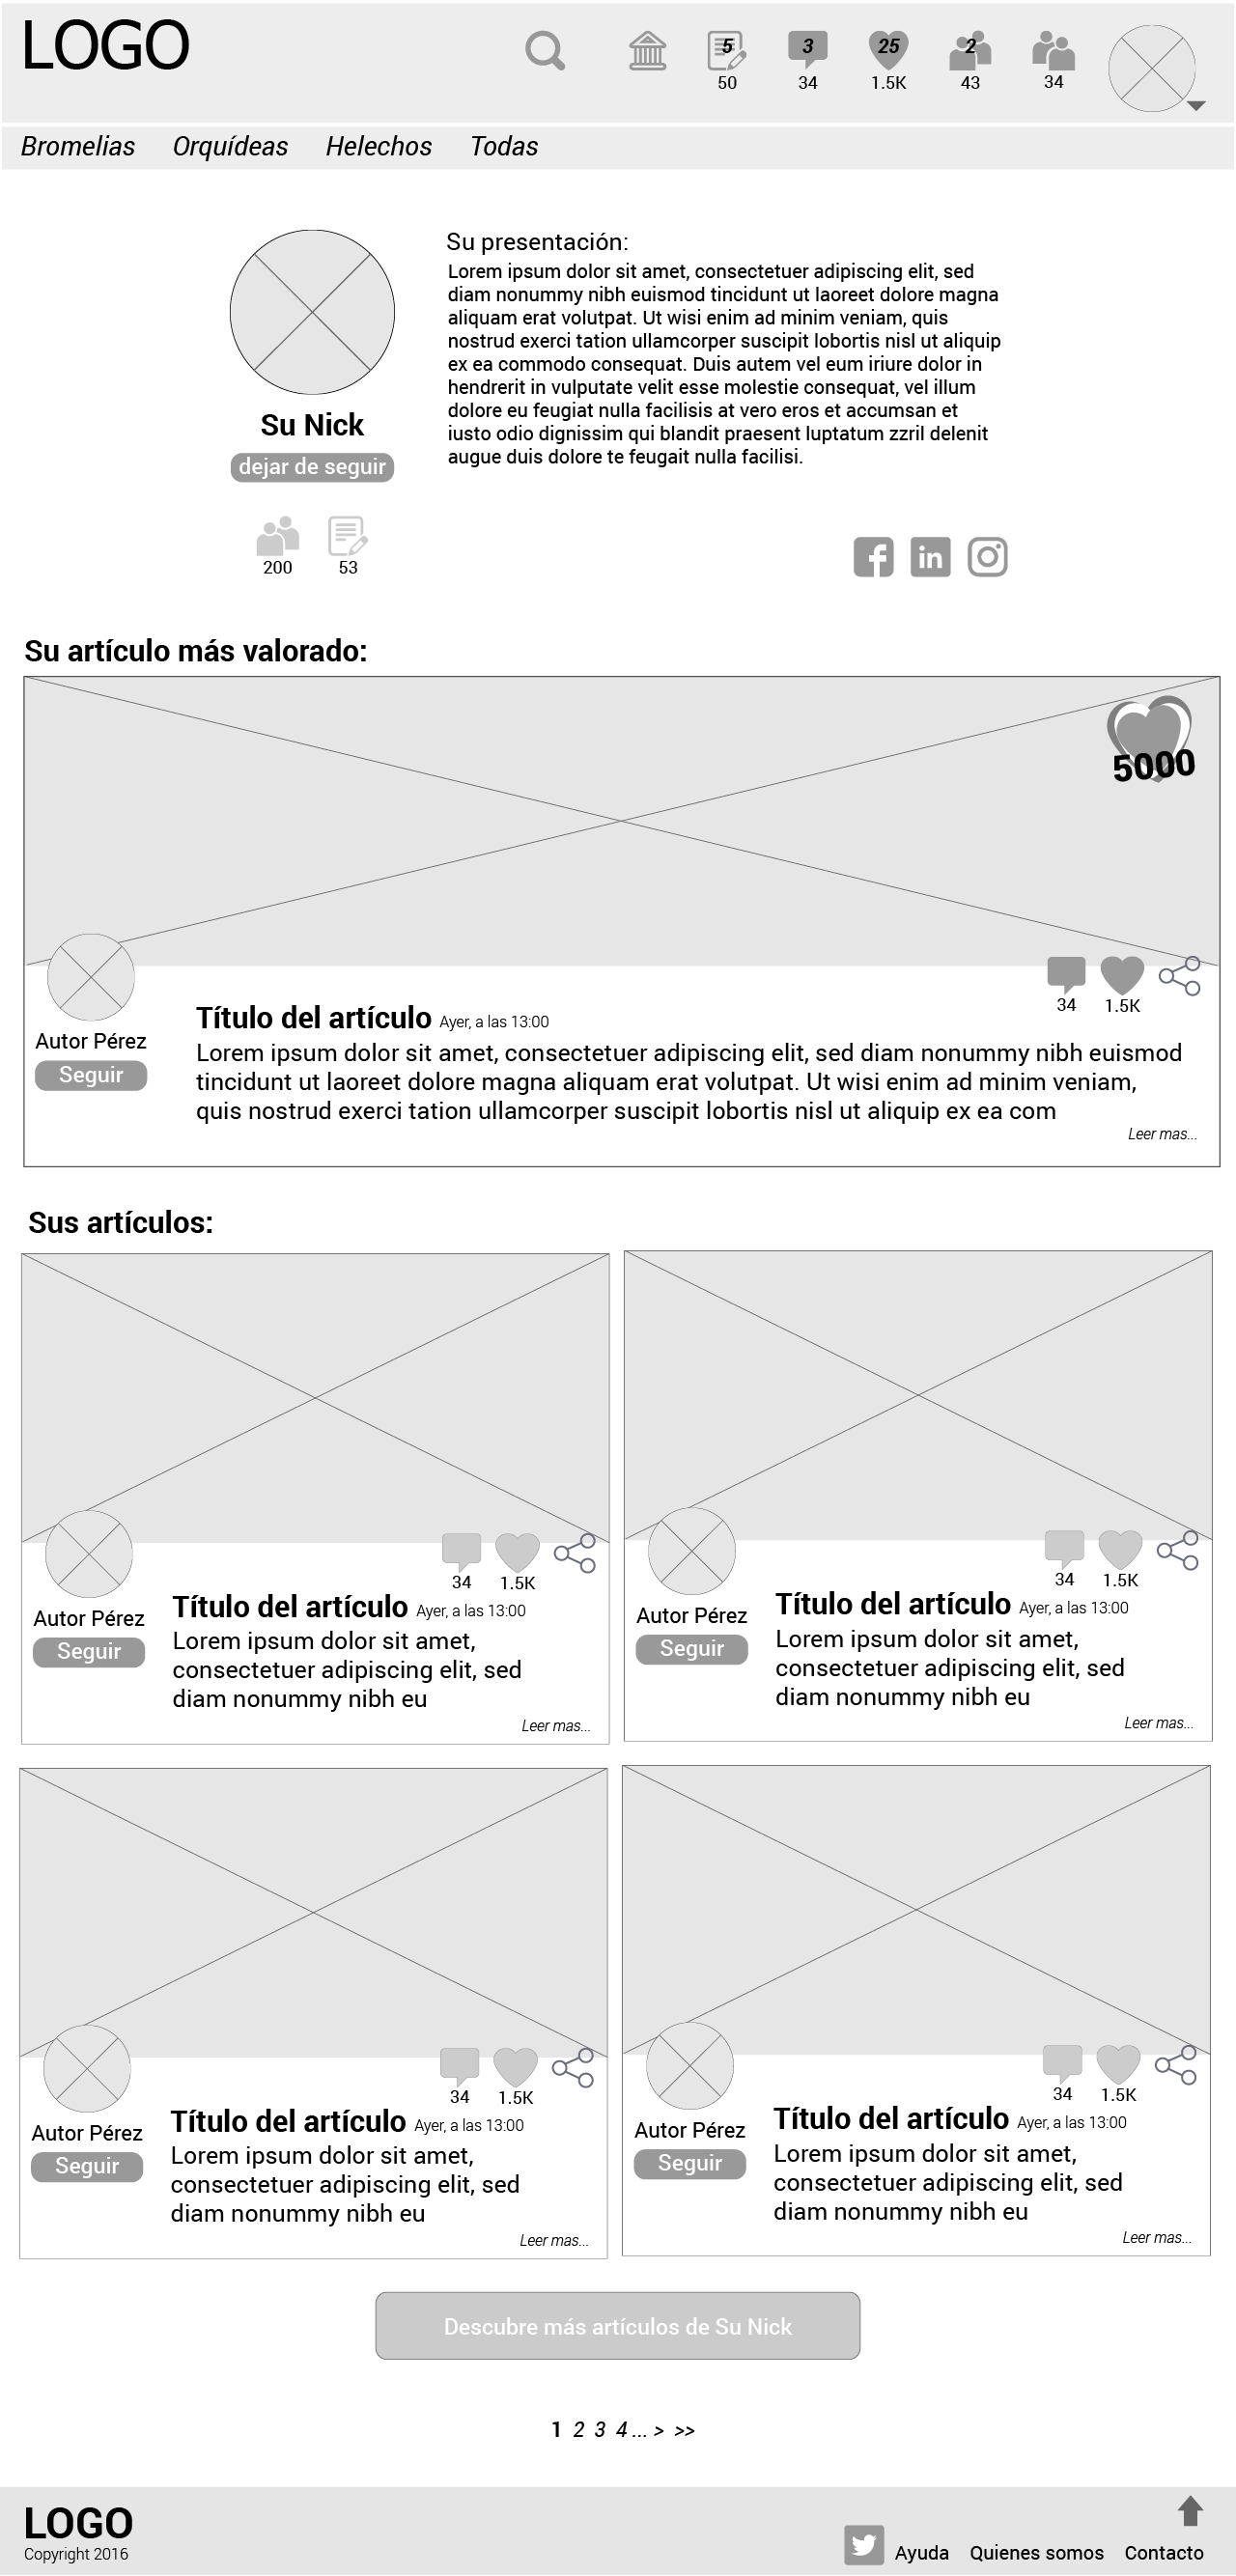 LOGO
5 3 25 2
50 34 1.5K 43 34
Bromelias Orquídeas Helechos Todas
Su presentación:
Lorem ipsum dolor sit amet, consectetuer adipiscing elit, sed
diam nonummy nibh euismod tincidunt ut laoreet dolore magna
aliquam erat volutpat. Ut wisi enim ad minim veniam, quis
nostrud exerci tation ullamcorper suscipit lobortis nisl ut aliquip
ex ea commodo consequat. Duis autem vel eum iriure dolor in
hendrerit in vulputate velit esse molestie consequat, vel illum
dolore eu feugiat nulla facilisis at vero eros et accumsan et
iusto odio dignissim qui blandit praesent luptatum zzril delenit
augue duis dolore te feugait nulla facilisi.
Su Nick
dejar de seguir
200 53
Su artículo más valorado:
5000
34 1.5K
Autor Pérez
Seguir
Título del artículo Ayer, a las 13:00
Lorem ipsum dolor sit amet, consectetuer adipiscing elit, sed diam nonummy nibh euismod
tincidunt ut laoreet dolore magna aliquam erat volutpat. Ut wisi enim ad minim veniam,
quis nostrud exerci tation ullamcorper suscipit lobortis nisl ut aliquip ex ea com
Leer mas...
Sus artículos:
34 1.5K
Autor Pérez
Seguir
Título del artículo Ayer, a las 13:00
Lorem ipsum dolor sit amet,
consectetuer adipiscing elit, sed
diam nonummy nibh eu
Leer mas...
34 1.5K
Autor Pérez
Seguir
Título del artículo Ayer, a las 13:00
Lorem ipsum dolor sit amet,
consectetuer adipiscing elit, sed
diam nonummy nibh eu
Leer mas...
34 1.5K
Autor Pérez
Seguir
Título del artículo Ayer, a las 13:00
Lorem ipsum dolor sit amet,
consectetuer adipiscing elit, sed
diam nonummy nibh eu
Leer mas...
34 1.5K
Autor Pérez
Seguir
Título del artículo Ayer, a las 13:00
Lorem ipsum dolor sit amet,
consectetuer adipiscing elit, sed
diam nonummy nibh eu
Leer mas...
Descubre más artículos de Su Nick
1 2 3 4... > >>
LOGO
Copyright 2016
Ayuda Quienes somos Contacto